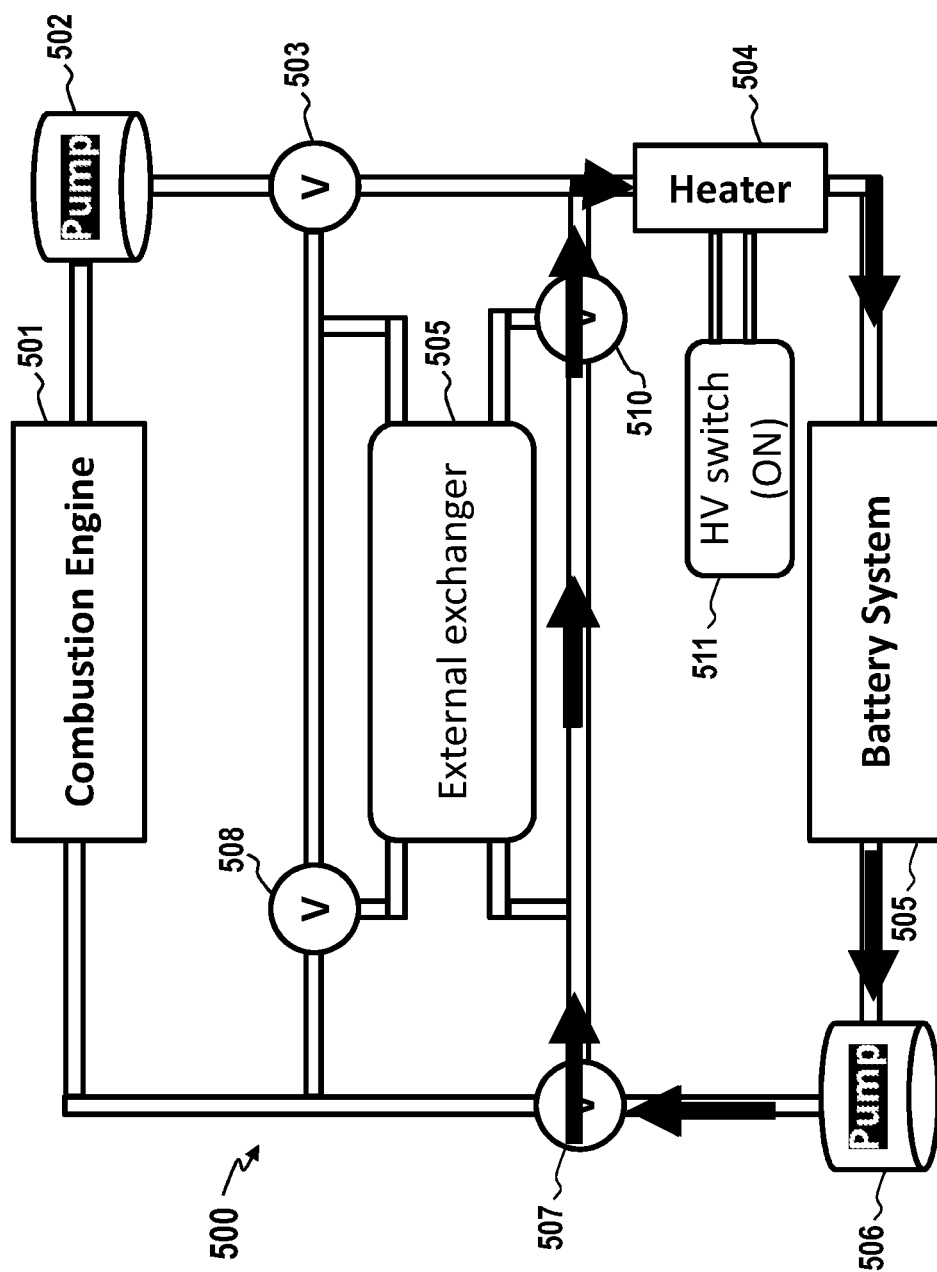 500
501
Combustion Engine
502
Pump
503
V
508
V
External exchanger
505
504
Heater
507
V
510
V
HV switch
(ON)
511
506
Pump
505
Battery System